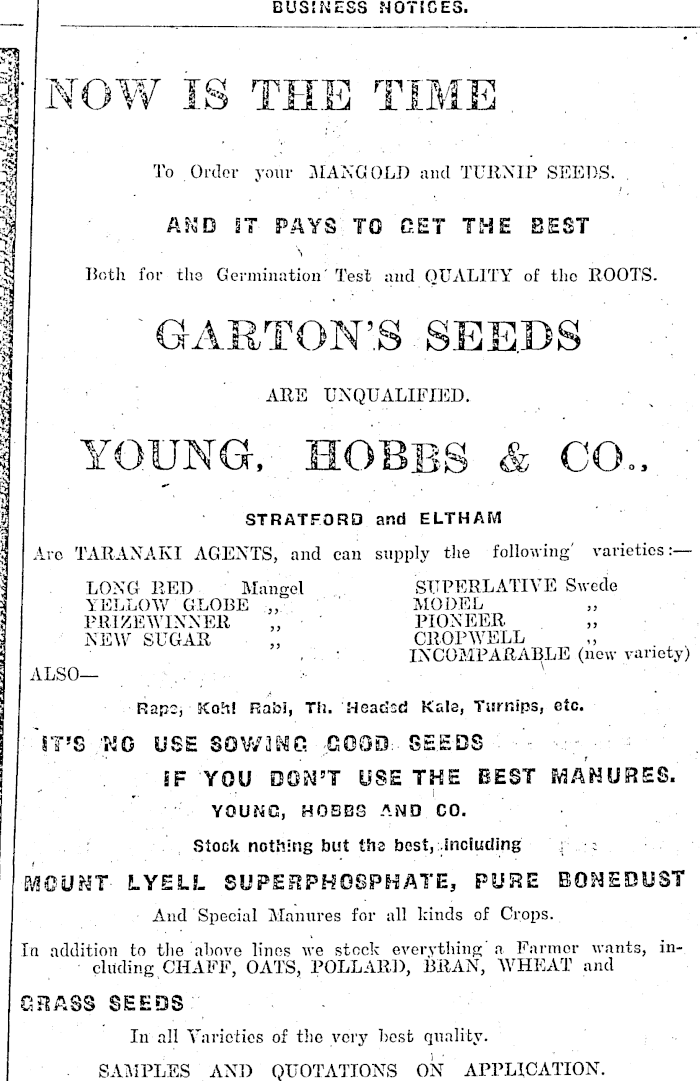 BUSINESS NOTICES.
NOW IS THE TIME
To Order your MANGOLD and TURNIP SEEDS.
AND IT PAYS TO GET THE BEST
Both for the Germination Test and QUALITY of the ROOTS.
GARTON'S SEEDS
ARE UNQUALIFIED.
YOUNG, HOBBS & CO.,
STRATFORD and ELTHAM
Are TARANAKI AGENTS, and can supply the following varieties:—
LONG RED Mangel SUPERLATIVE Swede
YELLOW GLOBE ,, MODEL ,,
PRIZEWINNER ,, PIONEER ,,
NEW SUGAR ,, CROPWELL ,,
INCOMPARABLE (new variety)
ALSO—
Rape, Kohl Rabi, Th. Headed Kale, Turnips, etc.
IT'S NO USE SOWING GOOD SEEDS
IF YOU DON'T USE THE BEST MANURES.
YOUNG, HOBBS AND CO.
Stock nothing but the best, including
MOUNT LYELL SUPERPHOSPHATE, PURE BONEDUST
And Special Manures for all kinds of Crops.
In addition to the above lines we stock everything a Farmer wants, in-
cluding CHAFF, OATS, POLLARD, BRAN, WHEAT and
GRASS SEEDS
In all Varieties of the very best quality.
SAMPLES AND QUOTATIONS ON APPLICATION.